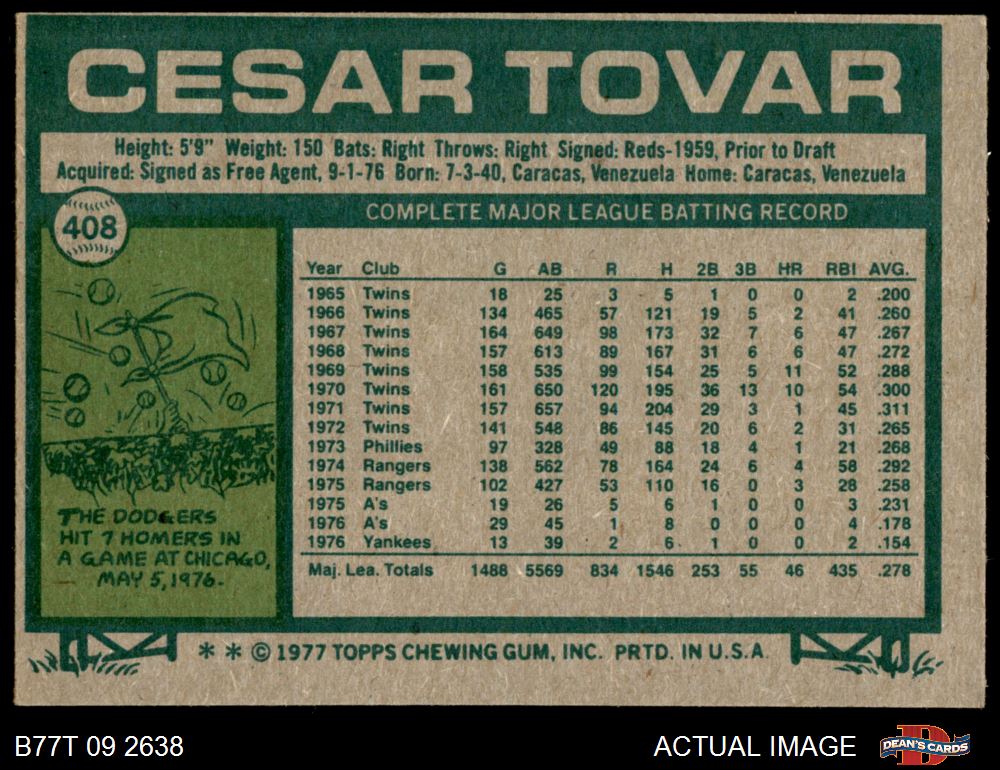 CESAR TOVAR
Height: 5'9" Weight: 150 Bats: Right Throws: Right Signed: Reds-1959, Prior to Draft
Acquired: Signed as Free Agent, 9-1-76 Born: 7-3-40, Caracas, Venezuela Home: Caracas, Venezuela
408
COMPLETE MAJOR LEAGUE BATTING RECORD
Year Club G AB R H 2B 3B HR RBI AVG.
1965 Twins 18 25 3 5 1 0 0 2 .200
1966 Twins 134 465 57 121 19 5 2 41 .260
1967 Twins 164 649 98 173 32 7 6 47 .267
1968 Twins 157 613 89 167 31 6 6 47 .272
1969 Twins 158 535 99 154 25 5 11 52 .288
1970 Twins 161 650 120 195 36 13 10 54 .300
1971 Twins 157 657 94 204 29 3 1 45 .311
1972 Twins 141 548 86 145 20 6 2 31 .265
1973 Phillies 97 328 49 88 18 4 1 21 .268
1974 Rangers 138 562 78 164 24 6 4 58 .292
1975 Rangers 102 427 53 110 16 0 3 28 .258
1975 A's 19 26 5 6 1 0 0 3 .231
1976 A's 29 45 1 8 0 0 0 4 .178
1976 Yankees 13 39 2 6 1 0 0 2 .154
Maj. Lea. Totals 1488 5569 834 1546 253 55 46 435 .278
THE DODGERS
HIT 7 HOMERS IN
A GAME AT CHICAGO,
MAY 5, 1976.
* * © 1977 TOPPS CHEWING GUM, INC. PRTD. IN U.S.A.
B77T 09 2638
ACTUAL IMAGE
D
DEAN'S CARDS